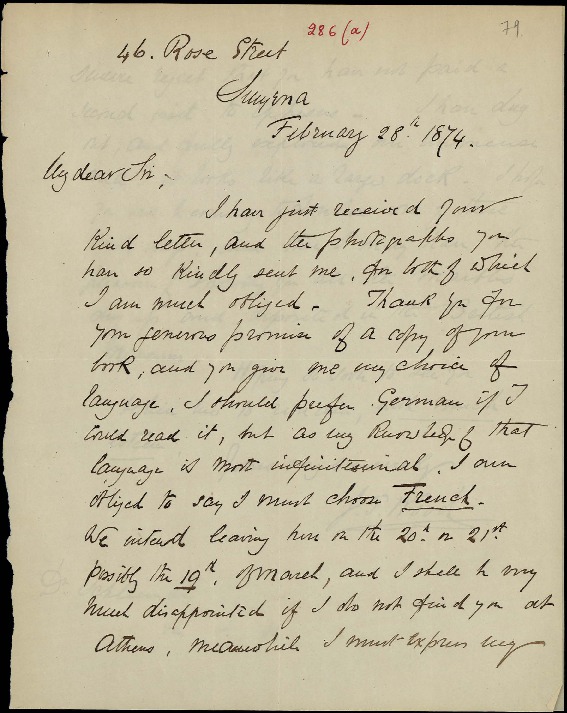 286(a)
79
46. Rose Street
Smyrna
February 28th 1874.
My dear Sir,
I have just received your
Kind letter, and the photographs you
have so Kindly sent me, for both of which
I am much obliged. Thank you for
your generous promise of a copy of your
book, and you give me my choice of
language. I should prefer German if I
could read it, but as my Knowledge of that
language is most infinitesimal, I am
obliged to say I must choose French.
We intend leaving here on the 20th or 21st
possibly the 19th, of March, and I shall be very
much disappointed if I do not find you at
Athens, meanwhile I must express my